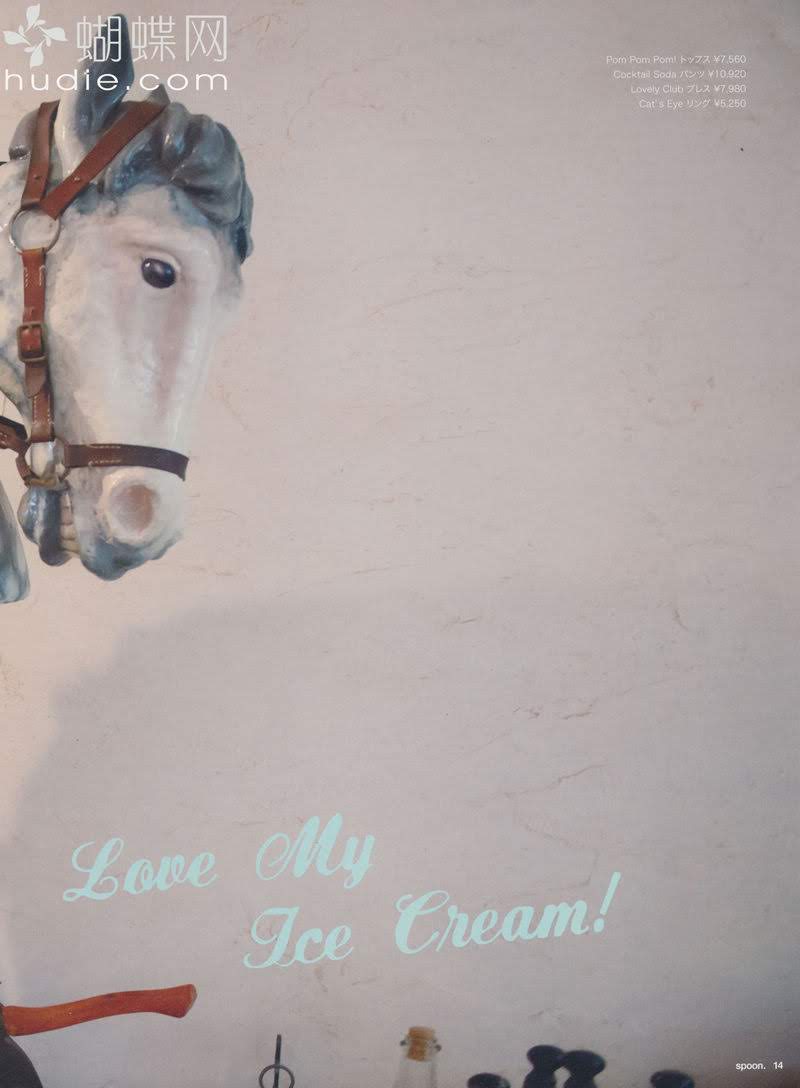 蝴蝶网
hudie.com
Pom Pom Pom! トップス ¥7,560
Cocktail Soda パンツ ¥10,920
Lovely Club ブレス ¥7,980
Cat's Eye リング ¥5,250
Love My
Ice Cream!
spoon. 14